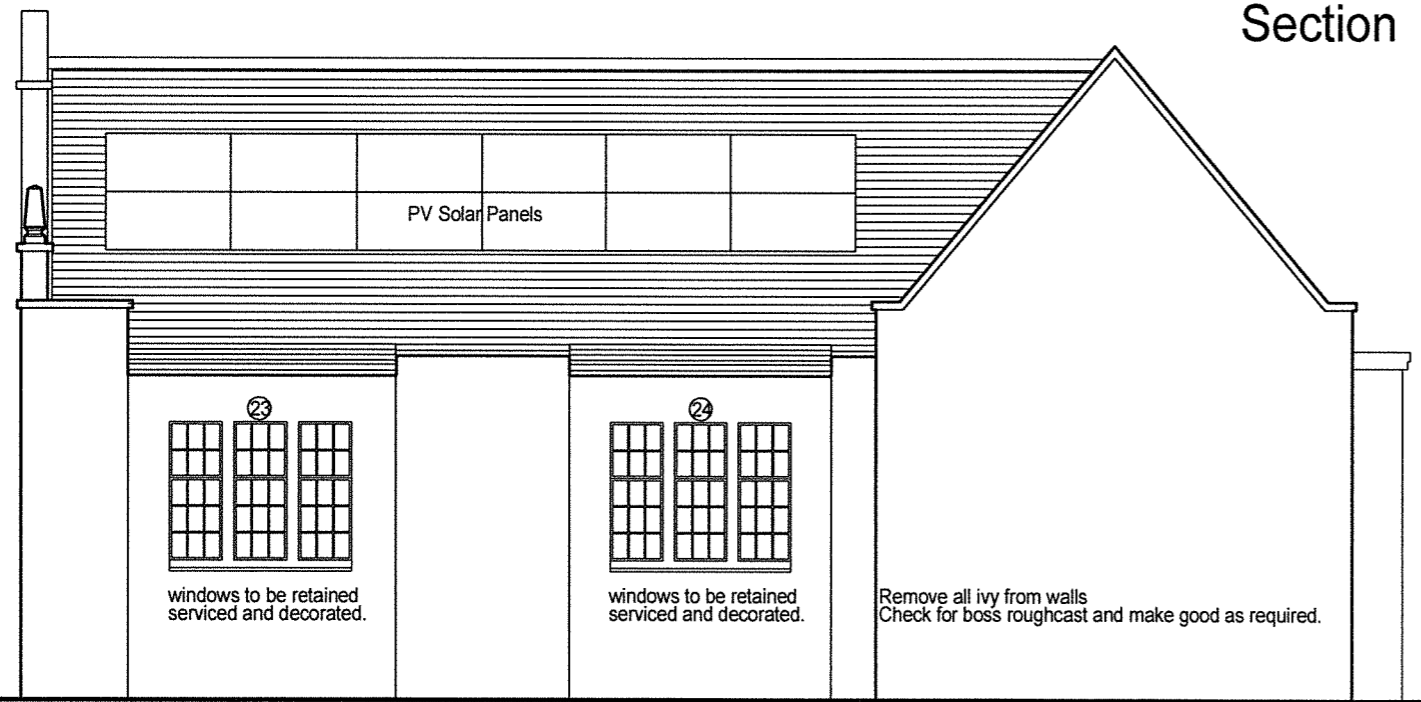 Section
PV Solar Panels
23
24
windows to be retained
serviced and decorated.
windows to be retained
serviced and decorated.
Remove all ivy from walls
Check for boss roughcast and make good as required.